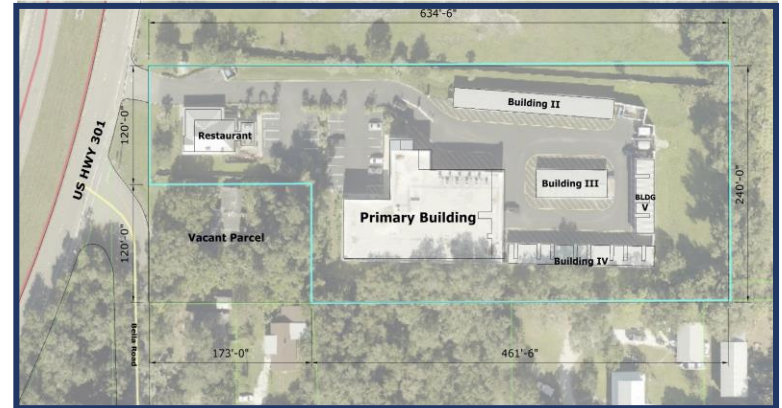 634'-6"
Building II
120'-0"
Restaurant
US HWY 301
Building III
BLDG
V
240'-0"
Primary Building
120'-0"
Vacant Parcel
Building IV
Bella Road
173'-0"
461'-6"